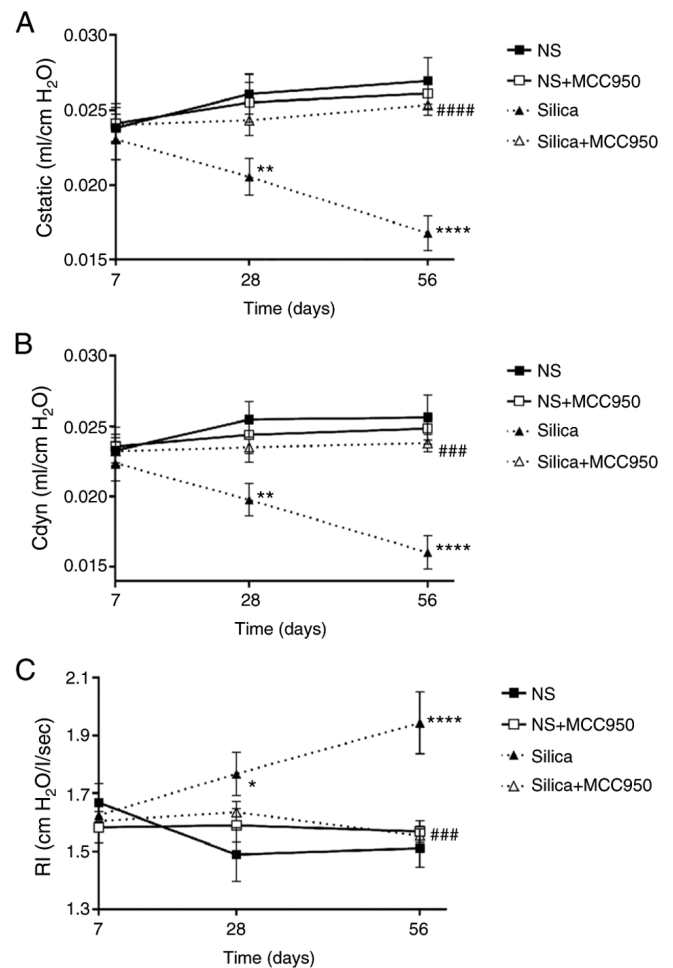 A
0.030
0.025
0.020
0.015
Cstatic (ml/cm H₂O)
7 28 56
Time (days)
####
**
****
NS
NS+MCC950
Silica
Silica+MCC950
B
0.030
0.025
0.020
0.015
Cdyn (ml/cm H₂O)
7 28 56
Time (days)
###
**
****
NS
NS+MCC950
Silica
Silica+MCC950
C
2.1
1.9
1.7
1.5
1.3
RI (cm H₂O/l/sec)
7 28 56
Time (days)
****
*
###
NS
NS+MCC950
Silica
Silica+MCC950